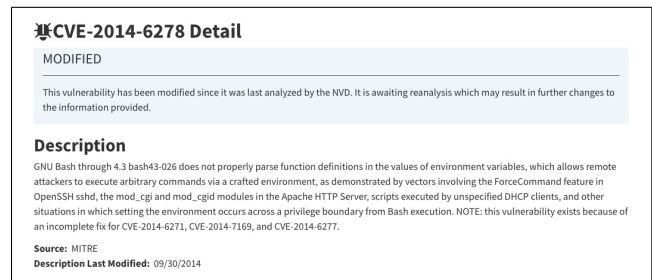 CVE-2014-6278 Detail
MODIFIED
This vulnerability has been modified since it was last analyzed by the NVD. It is awaiting reanalysis which may result in further changes to
the information provided.
Description
GNU Bash through 4.3 bash43-026 does not properly parse function definitions in the values of environment variables, which allows remote
attackers to execute arbitrary commands via a crafted environment, as demonstrated by vectors involving the ForceCommand feature in
OpenSSH sshd, the mod_cgi and mod_cgid modules in the Apache HTTP Server, scripts executed by unspecified DHCP clients, and other
situations in which setting the environment occurs across a privilege boundary from Bash execution. NOTE: this vulnerability exists because of
an incomplete fix for CVE-2014-6271, CVE-2014-7169, and CVE-2014-6277.
Source: MITRE
Description Last Modified: 09/30/2014